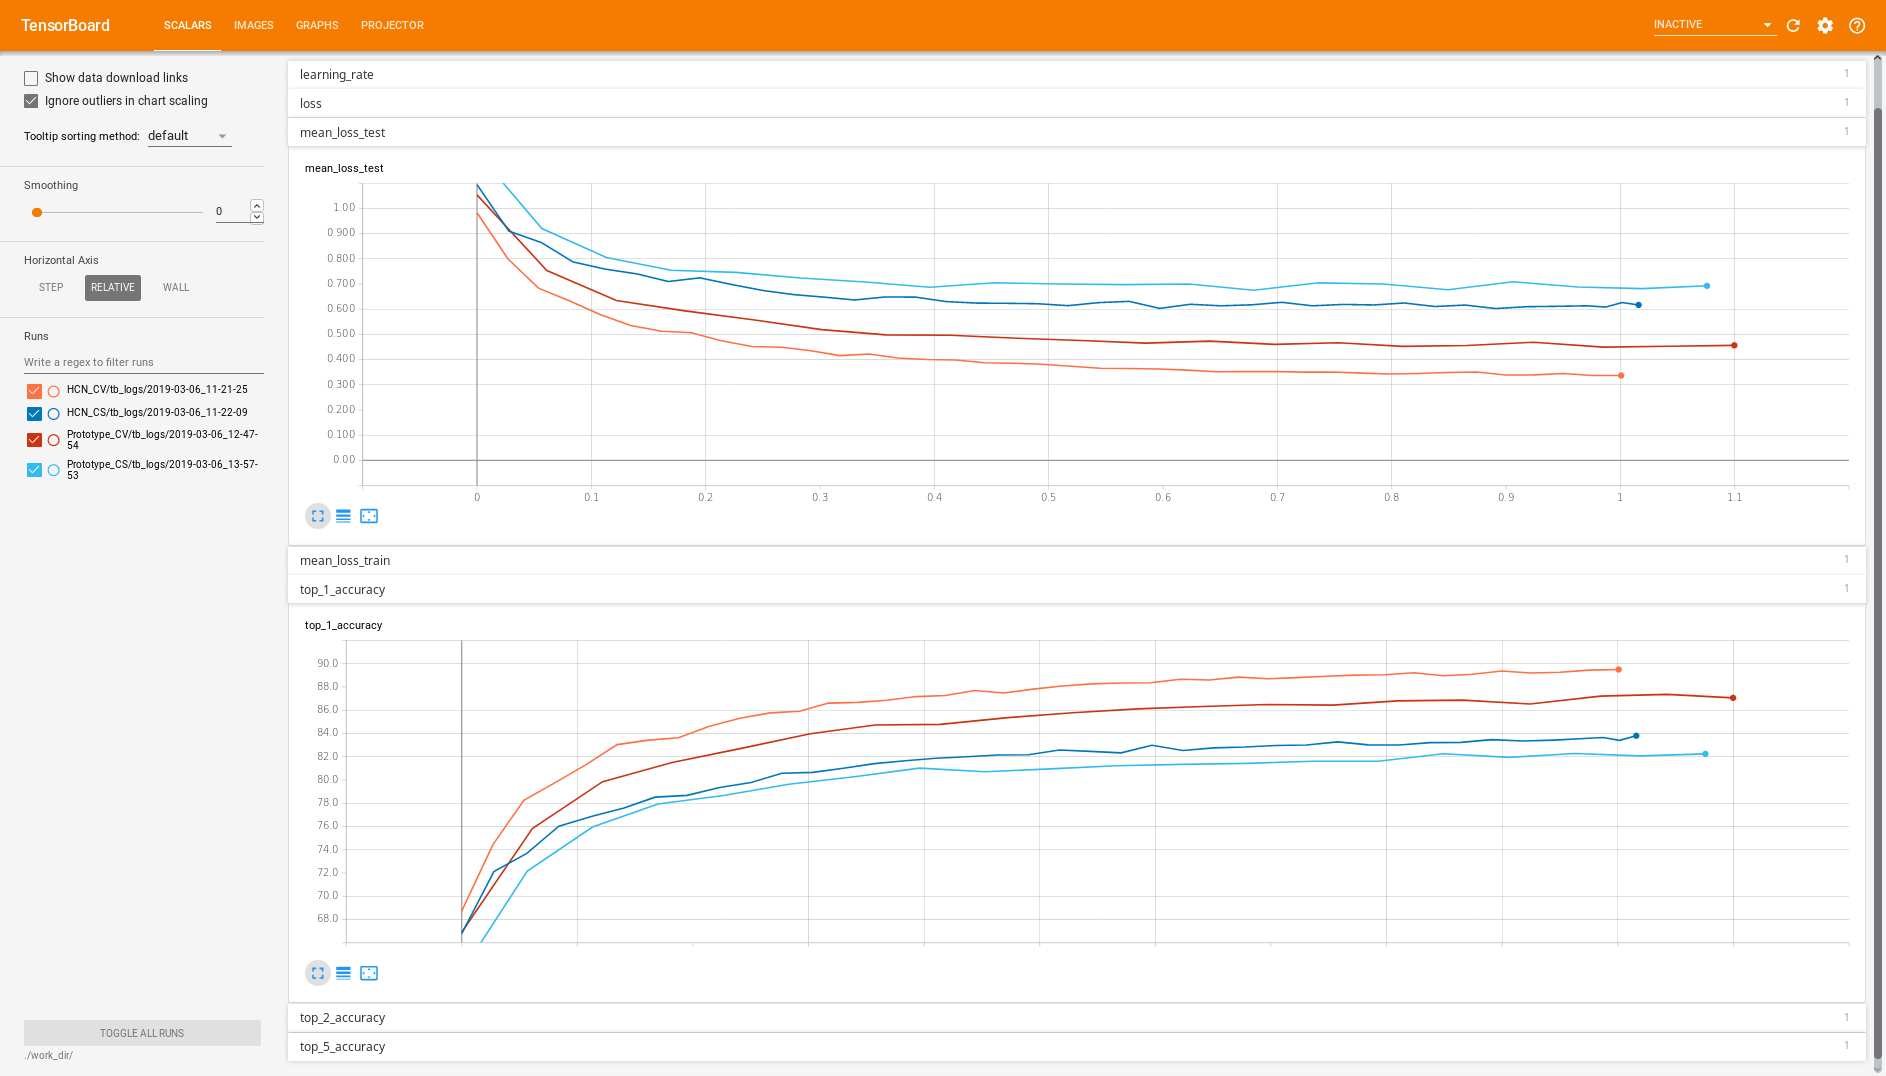 TensorBoard
SCALARS IMAGES GRAPHS PROJECTOR
INACTIVE
Show data download links
Ignore outliers in chart scaling
Tooltip sorting method: default
Smoothing
0
Horizontal Axis
STEP RELATIVE WALL
Runs
Write a regex to filter runs
HCN_CV/tb_logs/2019-03-06_11-21-25
HCN_CS/tb_logs/2019-03-06_11-22-09
Prototype_CV/tb_logs/2019-03-06_12-47-
54
Prototype_CS/tb_logs/2019-03-06_13-57-
53
TOGGLE ALL RUNS
./work_dir/
learning_rate 1
loss 1
mean_loss_test 1
mean_loss_test
1.00
0.900
0.800
0.700
0.600
0.500
0.400
0.300
0.200
0.100
0.00
0 0.1 0.2 0.3 0.4 0.5 0.6 0.7 0.8 0.9 1 1.1
mean_loss_train 1
top_1_accuracy 1
top_1_accuracy
90.0
88.0
86.0
84.0
82.0
80.0
78.0
76.0
74.0
72.0
70.0
68.0
top_2_accuracy 1
top_5_accuracy 1